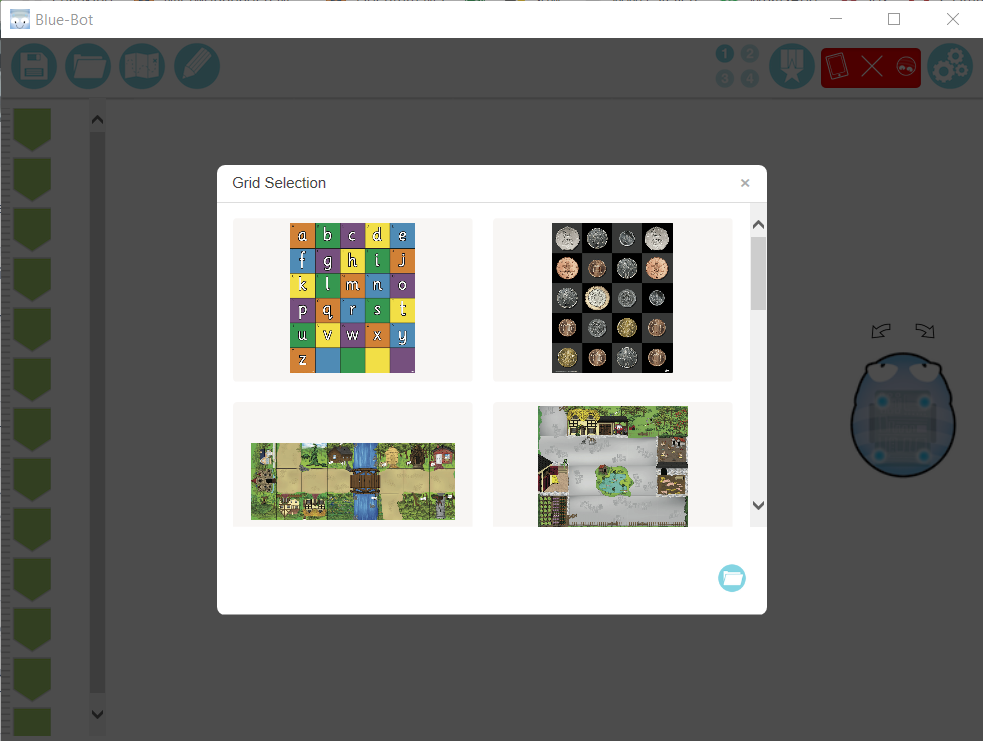 Blue-Bot
1 2
3 4
Grid Selection
a b c d e
f g h i j
k l m n o
p q r s t
u v w x y
z